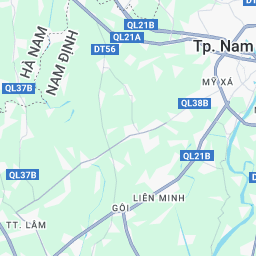 QL21B
QL21A
DT56
Tp. Nam
HÀ NAM
NAM ĐỊNH
MỸ XÁ
QL37B
QL38B
QL21B
QL37B
LIÊN MINH
GÔI
TT. LÂM